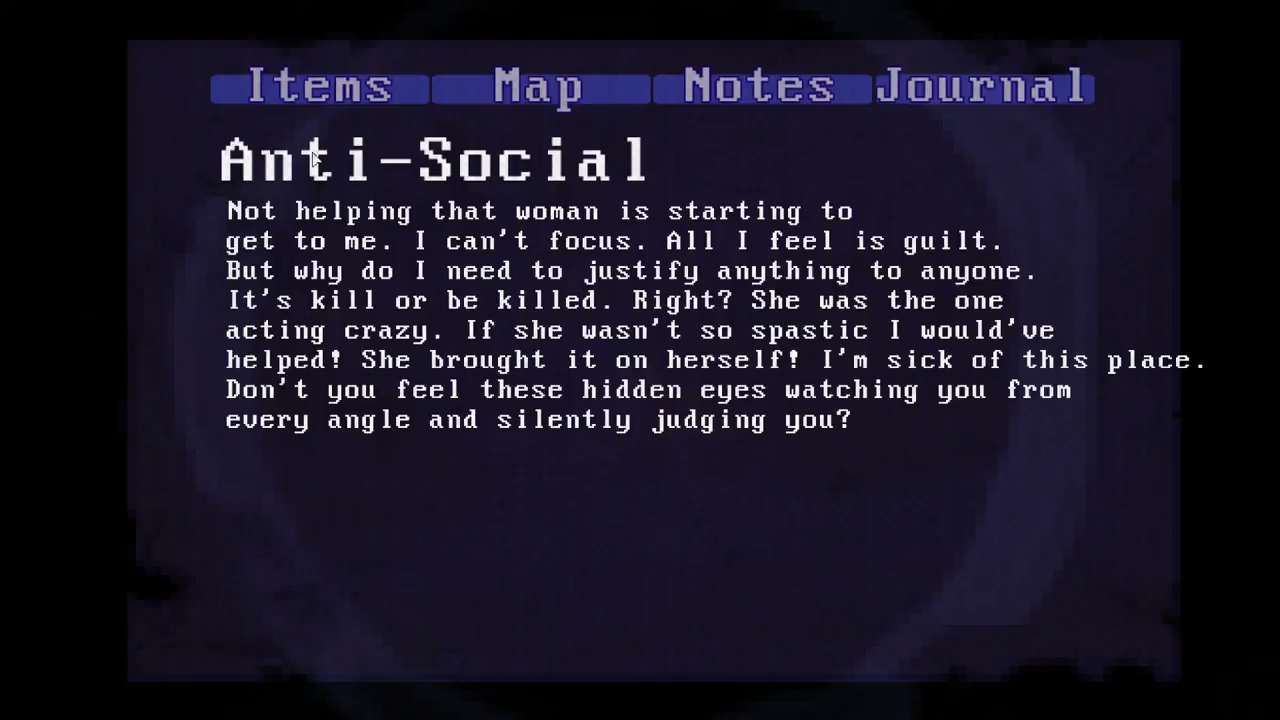 Items Map Notes Journal
Anti-Social
Not helping that woman is starting to
get to me. I can't focus. All I feel is guilt.
But why do I need to justify anything to anyone.
It's kill or be killed. Right? She was the one
acting crazy. If she wasn't so spastic I would've
helped! She brought it on herself! I'm sick of this place.
Don't you feel these hidden eyes watching you from
every angle and silently judging you?